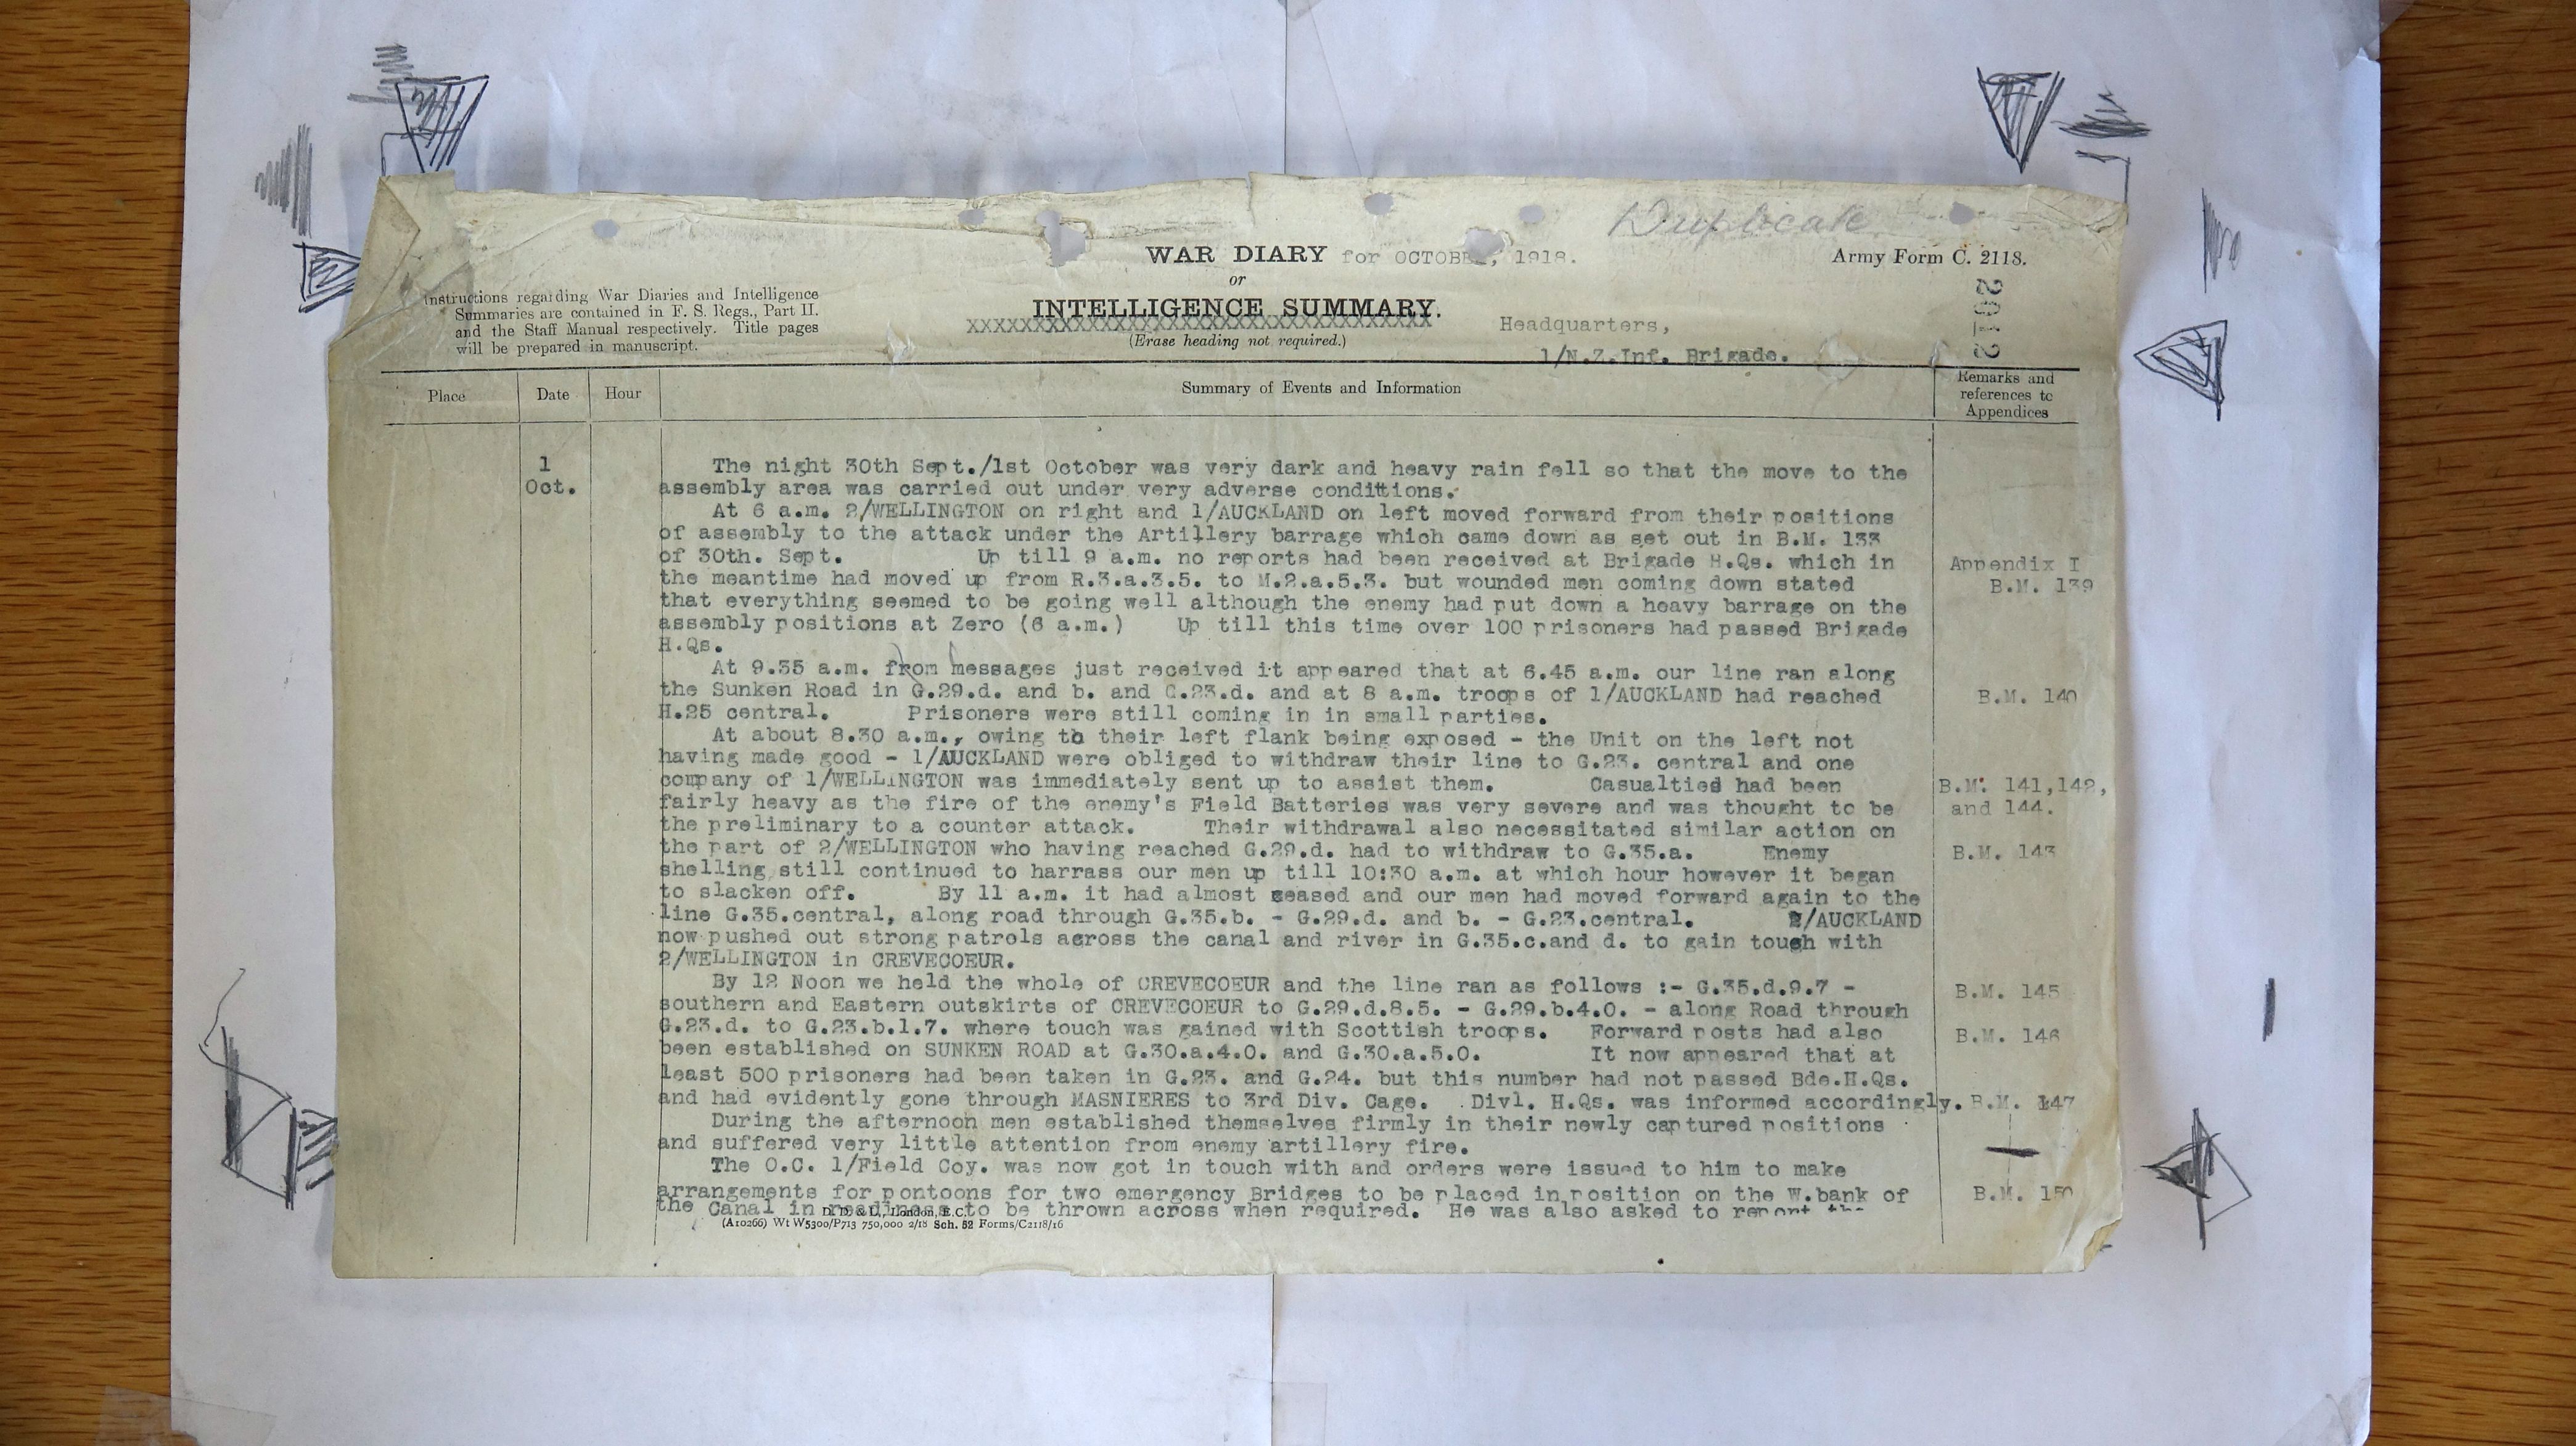 Duplicate
WAR DIARY for OCTOBE , 1918.
Army Form C. 2118.
or
INTELLIGENCE SUMMARY.
XXXXXXXXXXXXXXXXXXXXXXXXXXXXXXXXXXX
(Erase heading not required.)
Instructions regarding War Diaries and Intelligence
Summaries are contained in F. S. Regs., Part II.
and the Staff Manual respectively. Title pages
will be prepared in manuscript.
Headquarters,
1/N.Z.Inf. Brigade.
Place
Date
Hour
Summary of Events and Information
Remarks and
references to
Appendices
1
Oct.
The night 30th Sept./1st October was very dark and heavy rain fell so that the move to the
assembly area was carried out under very adverse condittions.
At 6 a.m. 2/WELLINGTON on right and 1/AUCKLAND on left moved forward from their positions
of assembly to the attack under the Artillery barrage which came down as set out in B.M. 133
of 30th. Sept. Up till 9 a.m. no reports had been received at Brigade H.Qs. which in Appendix I
the meantime had moved up from R.3.a.3.5. to M.2.a.5.3. but wounded men coming down stated B.M. 139
that everything seemed to be going well although the enemy had put down a heavy barrage on the
assembly positions at Zero (6 a.m.) Up till this time over 100 prisoners had passed Brigade
H.Qs.
At 9.35 a.m. from messages just received it appeared that at 6.45 a.m. our line ran along
the Sunken Road in G.29.d. and b. and G.23.d. and at 8 a.m. troops of 1/AUCKLAND had reached B.M. 140
H.25 central. Prisoners were still coming in in small parties.
At about 8.30 a.m., owing to their left flank being exposed - the Unit on the left not
having made good - 1/AUCKLAND were obliged to withdraw their line to G.23. central and one
company of 1/WELLINGTON was immediately sent up to assist them. Casualties had been B.M. 141,142,
fairly heavy as the fire of the enemy's Field Batteries was very severe and was thought to be and 144.
the preliminary to a counter attack. Their withdrawal also necessitated similar action on
the part of 2/WELLINGTON who having reached G.29.d. had to withdraw to G.35.a. Enemy B.M. 143
shelling still continued to harrass our men up till 10:30 a.m. at which hour however it began
to slacken off. By 11 a.m. it had almost ceased and our men had moved forward again to the
line G.35.central, along road through G.35.b. - G.29.d. and b. - G.23.central. 2/AUCKLAND
now pushed out strong patrols across the canal and river in G.35.c.and d. to gain touch with
2/WELLINGTON in CREVECOEUR.
By 12 Noon we held the whole of CREVECOEUR and the line ran as follows :- G.35.d.9.7 - B.M. 145
southern and Eastern outskirts of CREVECOEUR to G.29.d.8.5. - G.29.b.4.0. - along Road through
G.23.d. to G.23.b.1.7. where touch was gained with Scottish troops. Forward posts had also B.M. 146
been established on SUNKEN ROAD at G.30.a.4.0. and G.30.a.5.0. It now appeared that at
least 500 prisoners had been taken in G.23. and G.24. but this number had not passed Bde.H.Qs.
and had evidently gone through MASNIERES to 3rd Div. Cage. Divl. H.Qs. was informed accordingly. B.M. 147
During the afternoon men established themselves firmly in their newly captured positions
and suffered very little attention from enemy artillery fire.
The O.C. 1/Field Coy. was now got in touch with and orders were issued to him to make
arrangements for pontoons for two emergency Bridges to be placed in position on the W.bank of B.M. 150
the Canal in readiness to be thrown across when required. He was also asked to report the
D. D. & L., London, E.C.
(A10266) Wt W5300/P713 750,000 2/18 Sch. 52 Forms/C2118/16